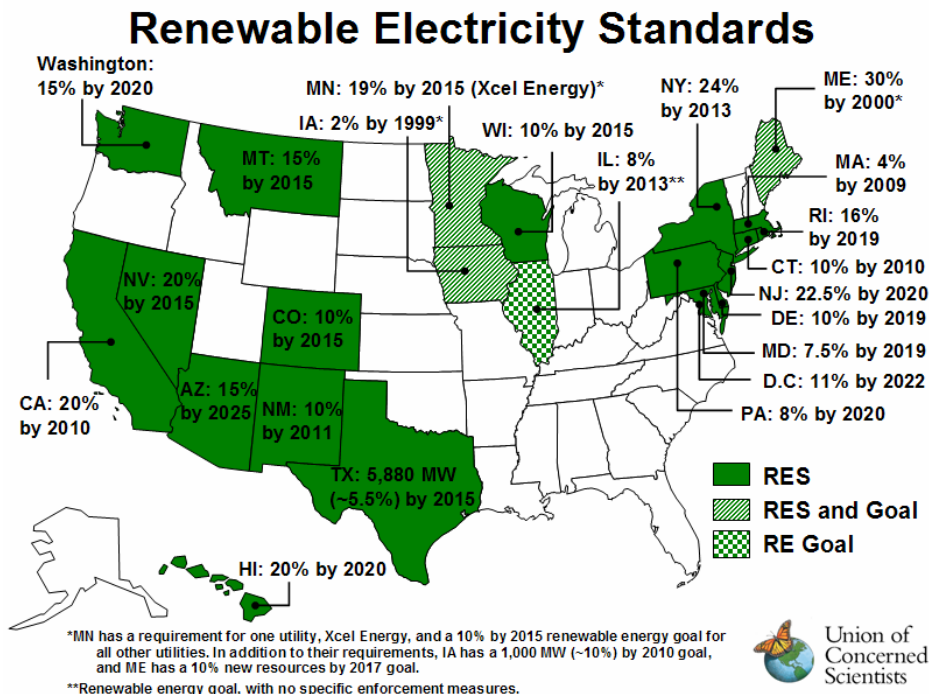 Renewable Electricity Standards
Washington:
15% by 2020
MN: 19% by 2015 (Xcel Energy)*
IA: 2% by 1999*
WI: 10% by 2015
IL: 8%
by 2013**
NY: 24%
by 2013
ME: 30%
by 2000*
MA: 4%
by 2009
RI: 16%
by 2019
CT: 10% by 2010
NJ: 22.5% by 2020
DE: 10% by 2019
MD: 7.5% by 2019
D.C: 11% by 2022
PA: 8% by 2020
MT: 15%
by 2015
NV: 20%
by 2015
CO: 10%
by 2015
CA: 20%
by 2010
AZ: 15%
by 2025
NM: 10%
by 2011
TX: 5,880 MW
(~5.5%) by 2015
HI: 20% by 2020
RES
RES and Goal
RE Goal
*MN has a requirement for one utility, Xcel Energy, and a 10% by 2015 renewable energy goal for
all other utilities. In addition to their requirements, IA has a 1,000 MW (~10%) by 2010 goal,
and ME has a 10% new resources by 2017 goal.
**Renewable energy goal, with no specific enforcement measures.
Union of
Concerned
Scientists